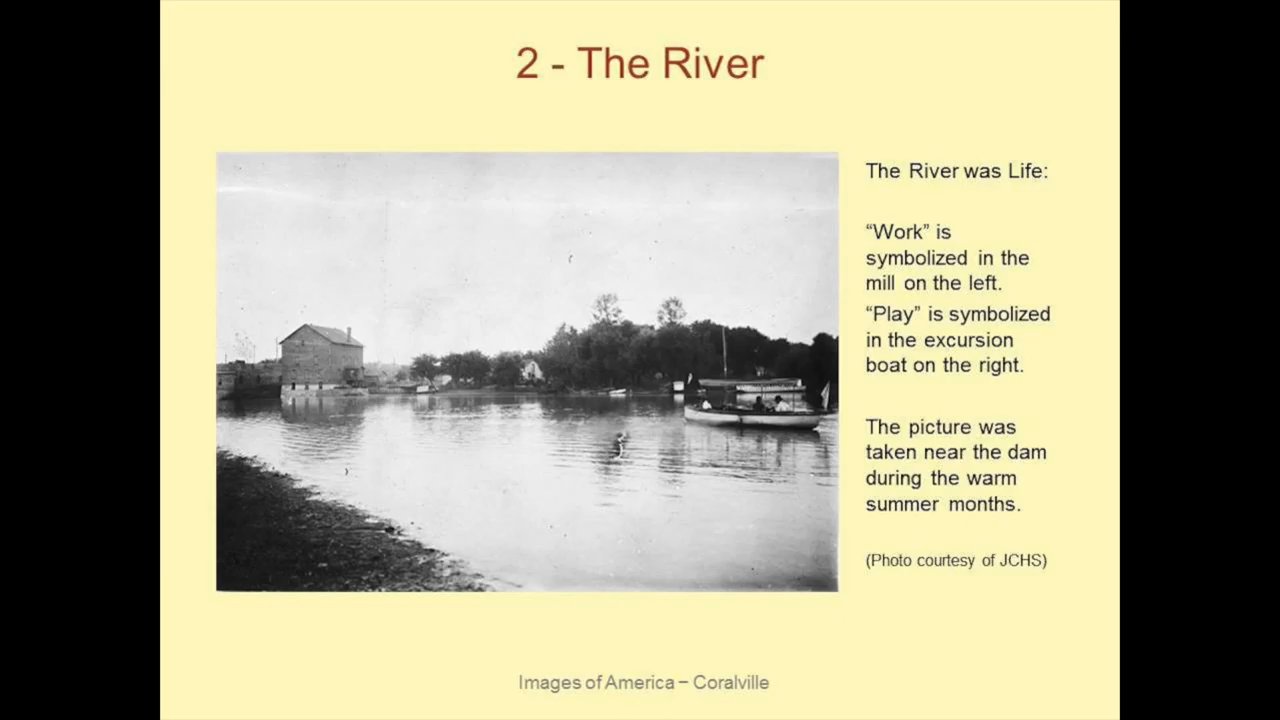 2 - The River
The River was Life:
“Work” is
symbolized in the
mill on the left.
“Play” is symbolized
in the excursion
boat on the right.
The picture was
taken near the dam
during the warm
summer months.
(Photo courtesy of JCHS)
Images of America – Coralville